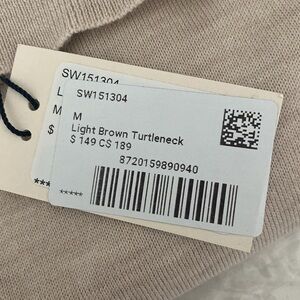 SW151304
L
M
$
***
SW151304
M
Light Brown Turtleneck
$ 149 C$ 189
8720159890940
*****